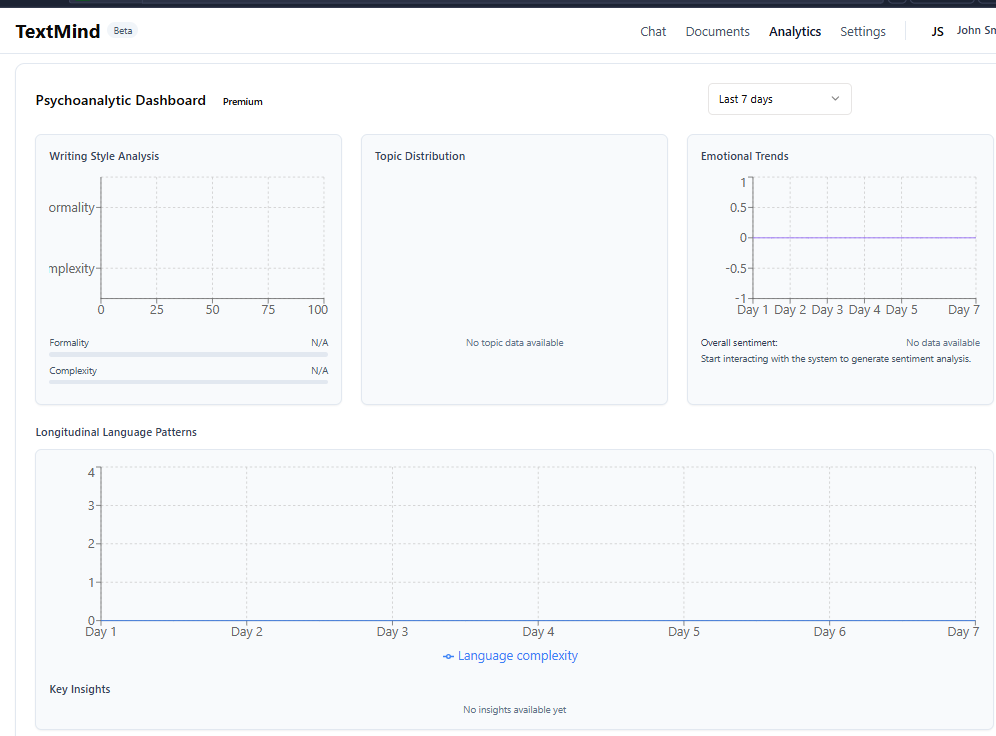 TextMind Beta Chat Documents Analytics Settings JS John Sm
Psychoanalytic Dashboard Premium Last 7 days
Writing Style Analysis
ormality
mplexity
0 25 50 75 100
Formality N/A
Complexity N/A
Topic Distribution
No topic data available
Emotional Trends
1
0.5
0
-0.5
-1
Day 1 Day 2 Day 3 Day 4 Day 5 Day 7
Overall sentiment: No data available
Start interacting with the system to generate sentiment analysis.
Longitudinal Language Patterns
4
3
2
1
0
Day 1 Day 2 Day 3 Day 4 Day 5 Day 6 Day 7
Language complexity
Key Insights
No insights available yet